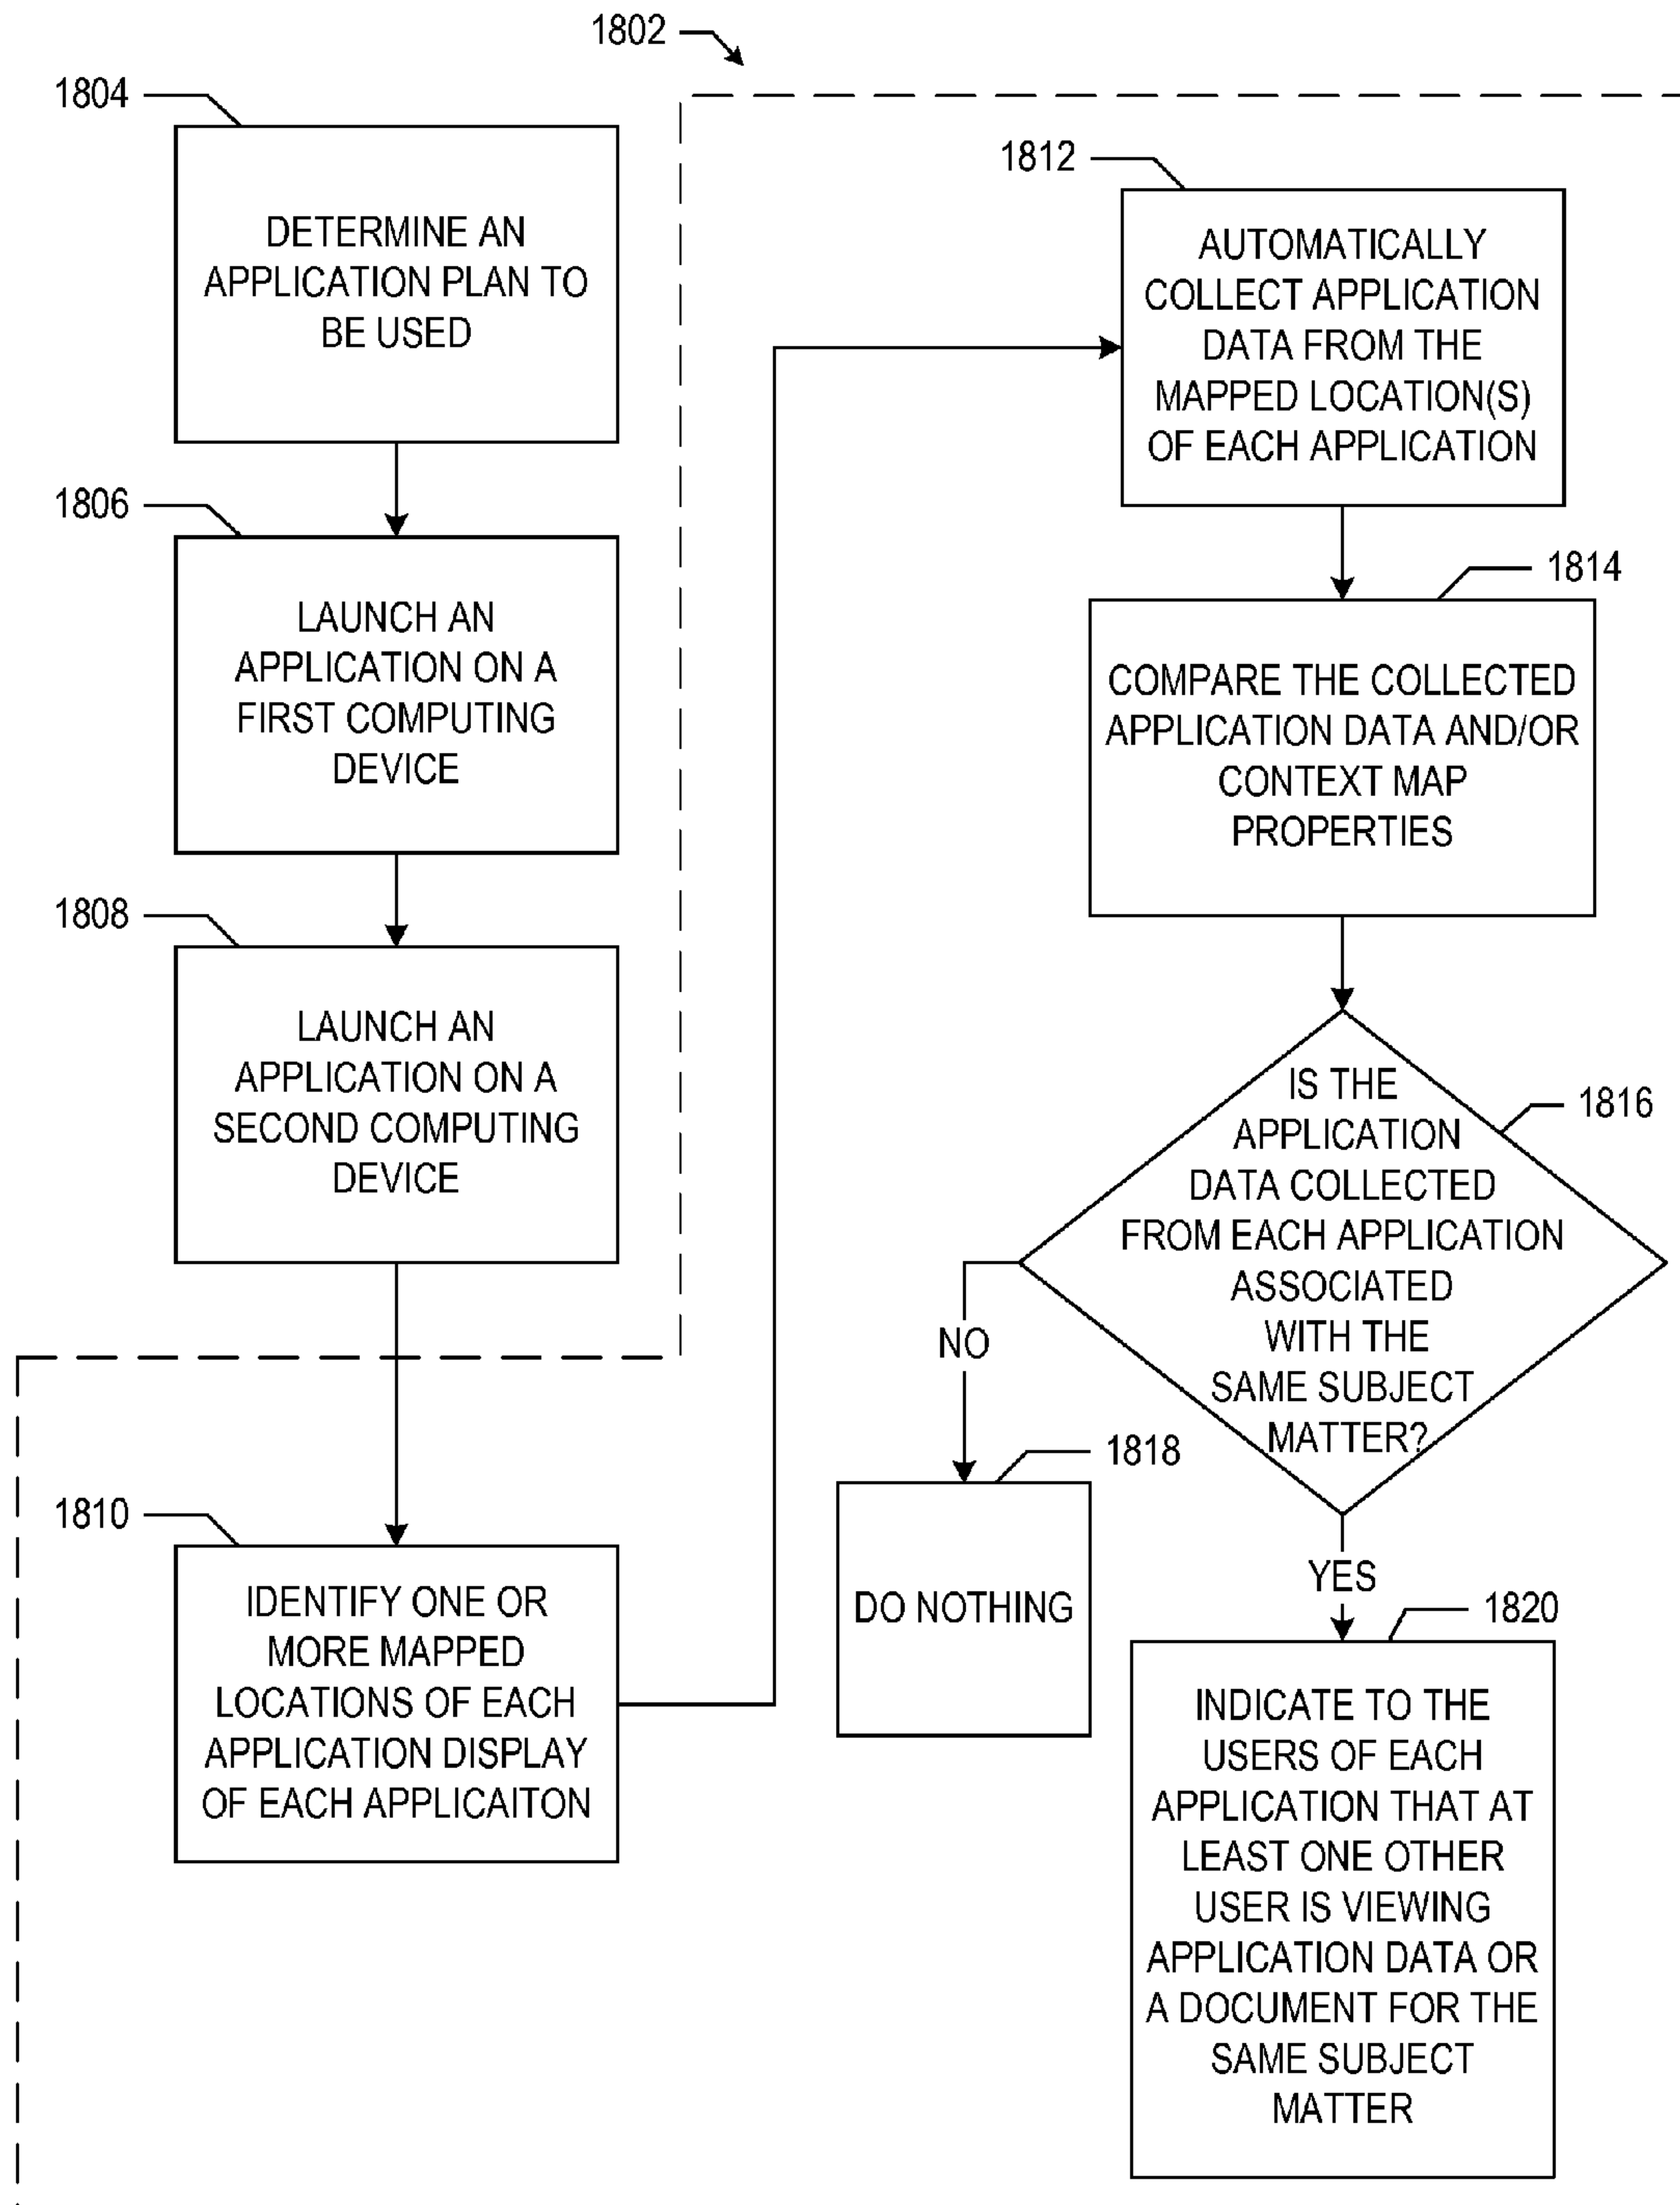 1802
1804
DETERMINE AN
APPLICATION PLAN TO
BE USED
1806
LAUNCH AN
APPLICATION ON A
FIRST COMPUTING
DEVICE
1808
LAUNCH AN
APPLICATION ON A
SECOND COMPUTING
DEVICE
1810
IDENTIFY ONE OR
MORE MAPPED
LOCATIONS OF EACH
APPLICATION DISPLAY
OF EACH APPLICAITON
1812
AUTOMATICALLY
COLLECT APPLICATION
DATA FROM THE
MAPPED LOCATION(S)
OF EACH APPLICATION
1814
COMPARE THE COLLECTED
APPLICATION DATA AND/OR
CONTEXT MAP
PROPERTIES
1816
IS THE
APPLICATION
DATA COLLECTED
FROM EACH APPLICATION
ASSOCIATED
WITH THE
SAME SUBJECT
MATTER?
NO
1818
DO NOTHING
YES
1820
INDICATE TO THE
USERS OF EACH
APPLICATION THAT AT
LEAST ONE OTHER
USER IS VIEWING
APPLICATION DATA OR
A DOCUMENT FOR THE
SAME SUBJECT
MATTER